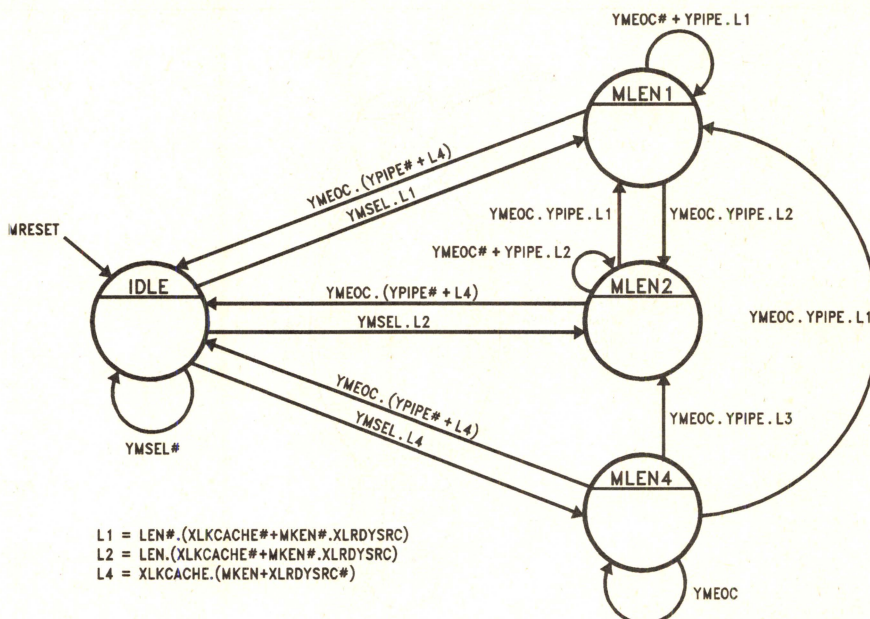 YMEOC# + YPIPE.L1
MLEN1
YMEOC.(YPIPE# + L4)
YMSEL.L1
YMEOC.YPIPE.L1
YMEOC.YPIPE.L2
MRESET
YMEOC# + YPIPE.L2
IDLE
MLEN2
YMEOC.(YPIPE# + L4)
YMSEL.L2
YMEOC.YPIPE.L1
YMEOC.(YPIPE# + L4)
YMSEL.L4
YMEOC.YPIPE.L3
YMSEL#
MLEN4
L1 = LEN#.(XLKCACHE#+MKEN#.XLRDYSRC)
L2 = LEN.(XLKCACHE#+MKEN#.XLRDYSRC)
L4 = XLKCACHE.(MKEN+XLRDYSRC#)
YMEOC